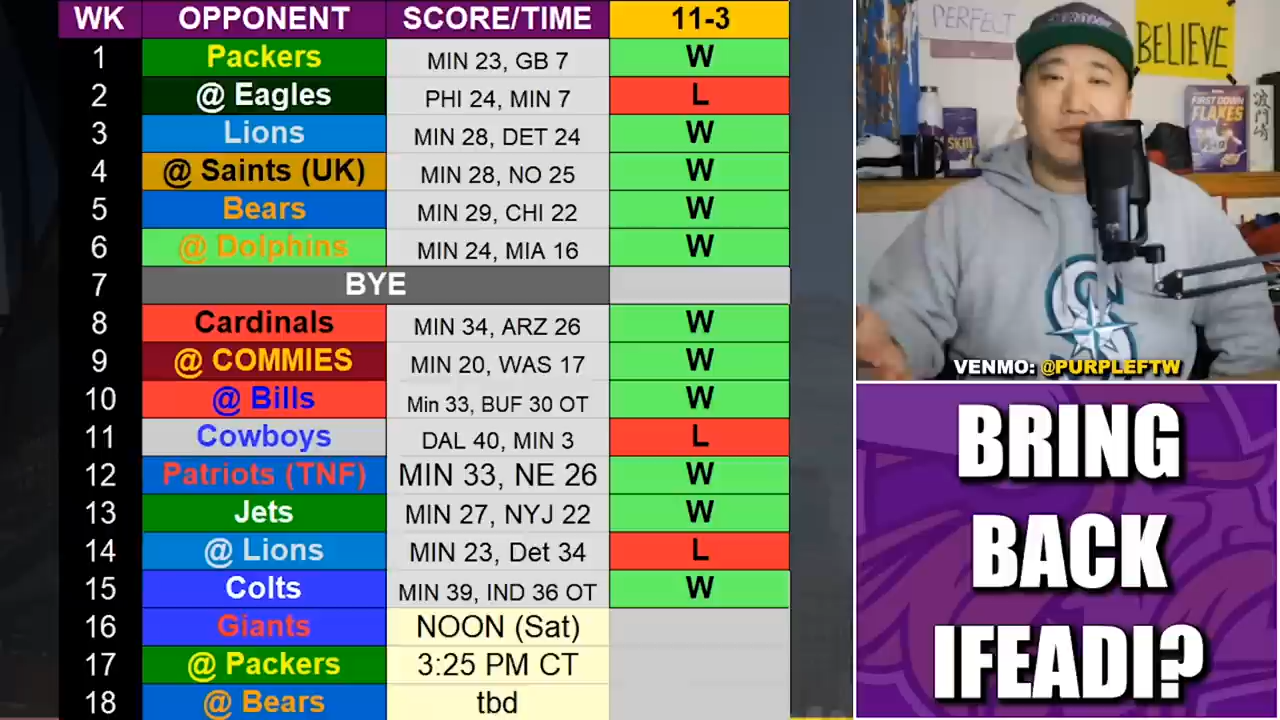 WK OPPONENT SCORE/TIME 11-3
1 Packers MIN 23, GB 7 W
2 @ Eagles PHI 24, MIN 7 L
3 Lions MIN 28, DET 24 W
4 @ Saints (UK) MIN 28, NO 25 W
5 Bears MIN 29, CHI 22 W
6 @ Dolphins MIN 24, MIA 16 W
7 BYE
8 Cardinals MIN 34, ARZ 26 W
9 @ COMMIES MIN 20, WAS 17 W
10 @ Bills Min 33, BUF 30 OT W
11 Cowboys DAL 40, MIN 3 L
12 Patriots (TNF) MIN 33, NE 26 W
13 Jets MIN 27, NYJ 22 W
14 @ Lions MIN 23, Det 34 L
15 Colts MIN 39, IND 36 OT W
16 Giants NOON (Sat)
17 @ Packers 3:25 PM CT
18 @ Bears tbd
PERFECT
BELIEVE
FIRST DOWN
FLAKES
SKOL
波門崎
VENMO: @PURPLEFTW
BRING
BACK
IFEADI?